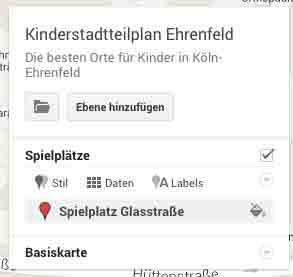 Kinderstadtteilplan Ehrenfeld
Die besten Orte für Kinder in Köln-
Ehrenfeld
Ebene hinzufügen
Spielplätze
Stil Daten A Labels
Spielplatz Glasstraße
Basiskarte
Hüttenstraße